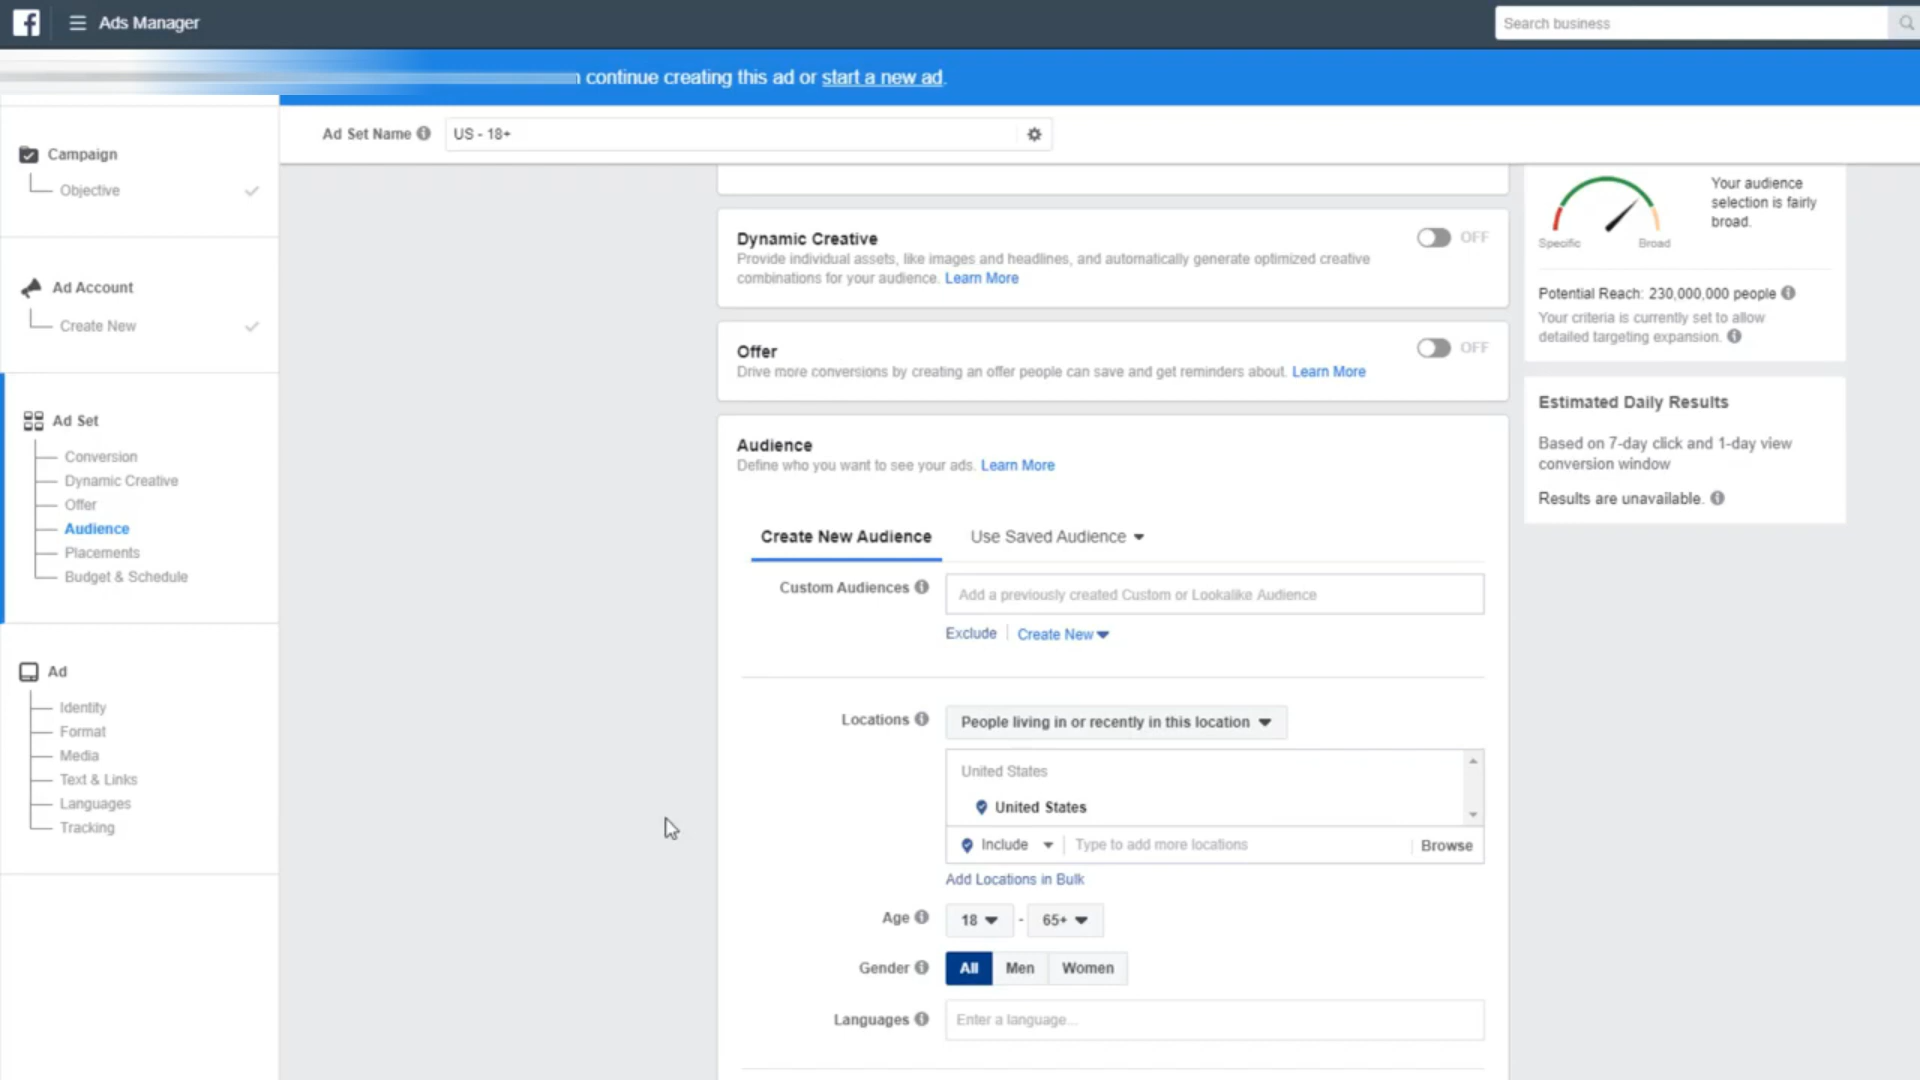 Ads Manager
Search business
continue creating this ad or start a new ad.
Ad Set Name
US - 18+
Campaign
Objective
Ad Account
Create New
Ad Set
Conversion
Dynamic Creative
Offer
Audience
Placements
Budget & Schedule
Ad
Identity
Format
Media
Text & Links
Languages
Tracking
Dynamic Creative
OFF
Provide individual assets, like images and headlines, and automatically generate optimized creative
combinations for your audience. Learn More
Offer
OFF
Drive more conversions by creating an offer people can save and get reminders about. Learn More
Audience
Define who you want to see your ads. Learn More
Create New Audience
Use Saved Audience
Custom Audiences
Add a previously created Custom or Lookalike Audience
Exclude
Create New
Locations
People living in or recently in this location
United States
United States
Include
Type to add more locations
Browse
Add Locations in Bulk
Age
18 - 65+
Gender
All
Men
Women
Languages
Enter a language...
Your audience
selection is fairly
broad.
Specific
Broad
Potential Reach: 230,000,000 people
Your criteria is currently set to allow
detailed targeting expansion.
Estimated Daily Results
Based on 7-day click and 1-day view
conversion window
Results are unavailable.